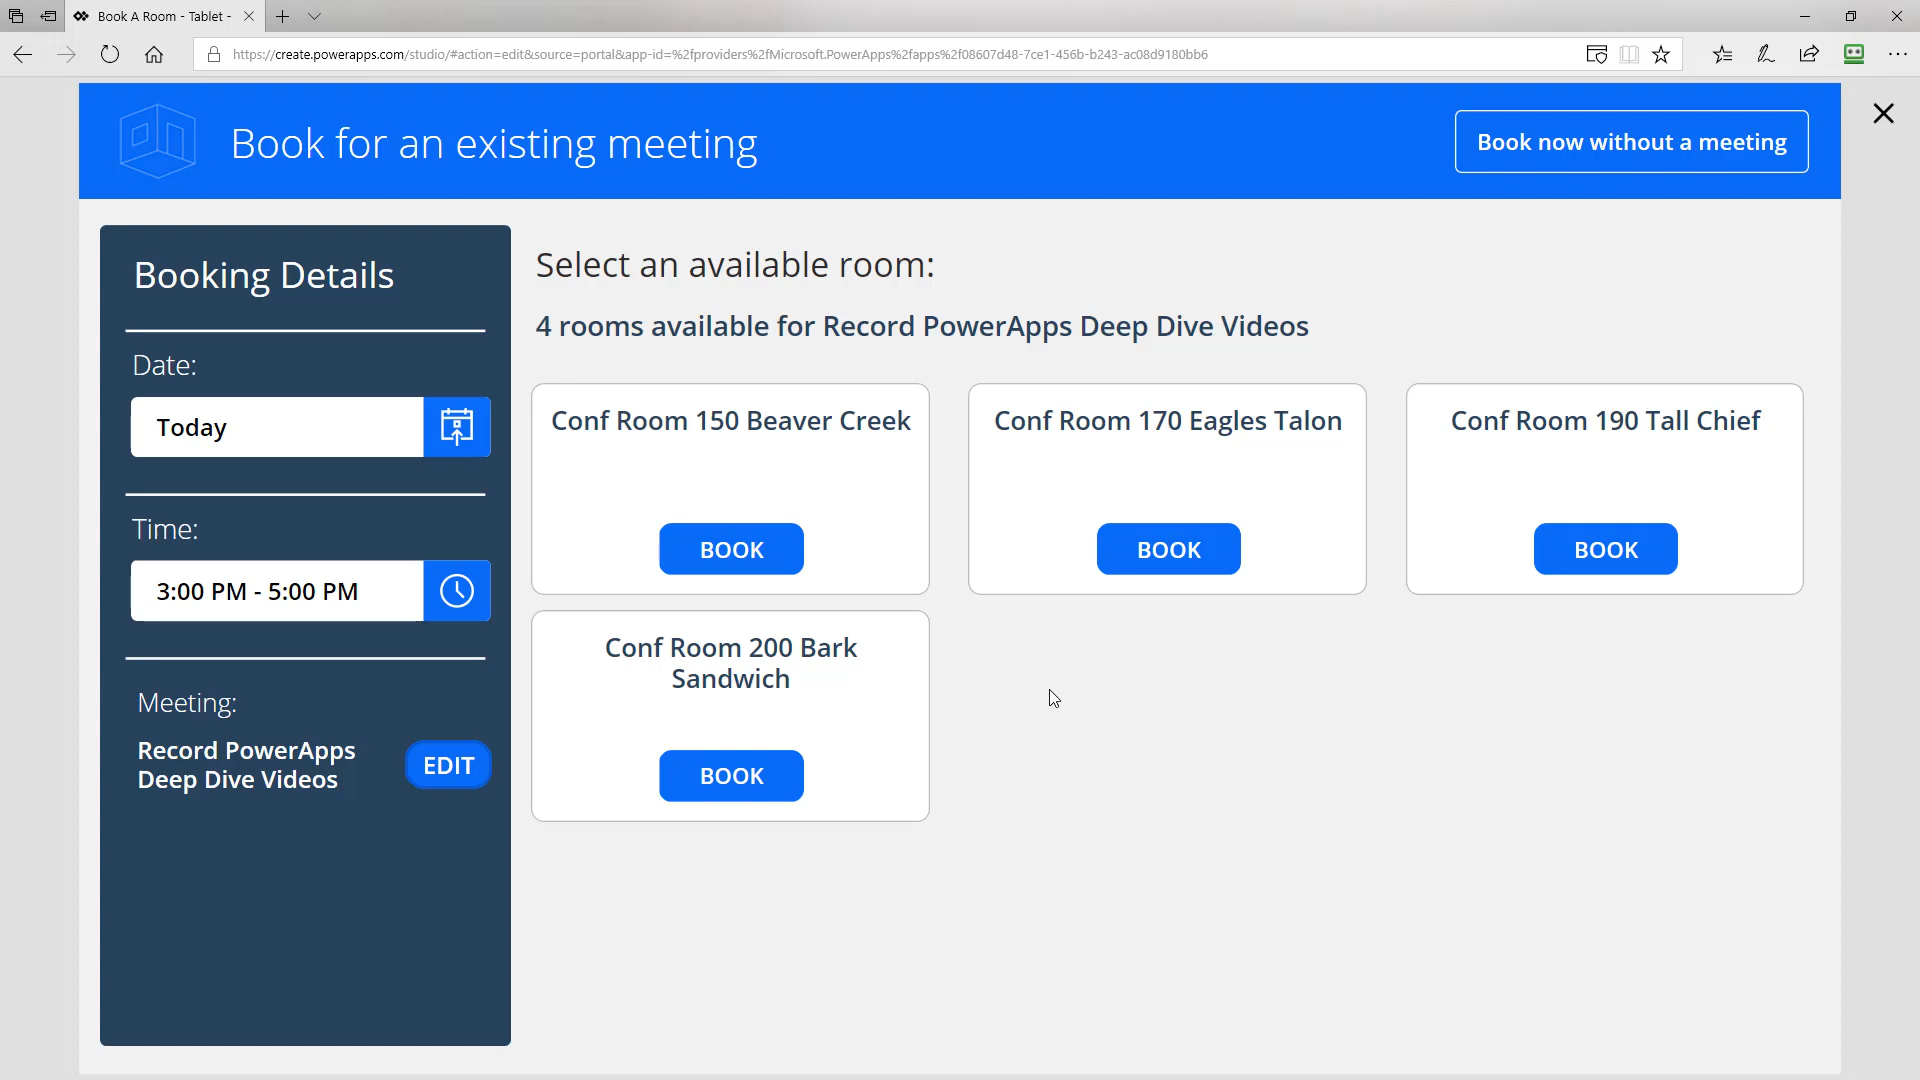 Book A Room - Tablet -
https://create.powerapps.com/studio/#action=edit&source=portal&app-id=%2fproviders%2fMicrosoft.PowerApps%2fapps%2f08607d48-7ce1-456b-b243-ac08d9180bb6
Book for an existing meeting
Book now without a meeting
Booking Details
Date:
Today
Time:
3:00 PM - 5:00 PM
Meeting:
Record PowerApps
Deep Dive Videos
EDIT
Select an available room:
4 rooms available for Record PowerApps Deep Dive Videos
Conf Room 150 Beaver Creek
BOOK
Conf Room 170 Eagles Talon
BOOK
Conf Room 190 Tall Chief
BOOK
Conf Room 200 Bark
Sandwich
BOOK